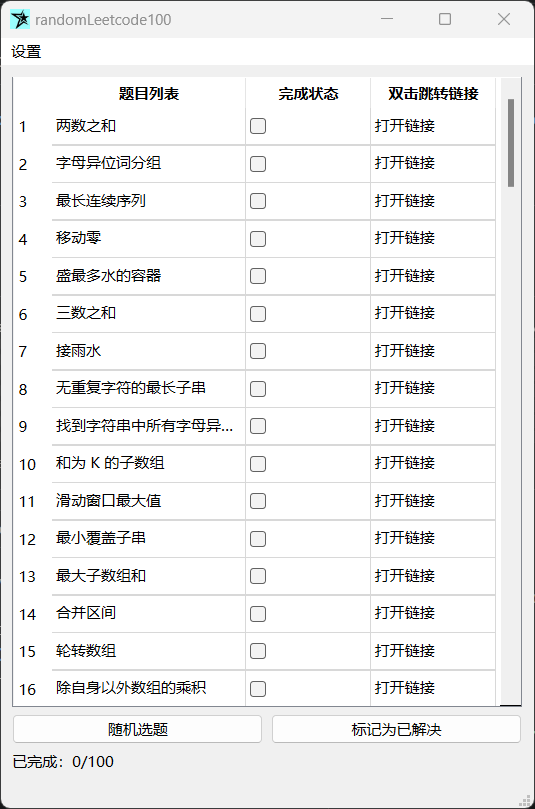 randomLeetcode100
设置
题目列表 完成状态 双击跳转链接
1 两数之和 打开链接
2 字母异位词分组 打开链接
3 最长连续序列 打开链接
4 移动零 打开链接
5 盛最多水的容器 打开链接
6 三数之和 打开链接
7 接雨水 打开链接
8 无重复字符的最长子串 打开链接
9 找到字符串中所有字母异... 打开链接
10 和为 K 的子数组 打开链接
11 滑动窗口最大值 打开链接
12 最小覆盖子串 打开链接
13 最大子数组和 打开链接
14 合并区间 打开链接
15 轮转数组 打开链接
16 除自身以外数组的乘积 打开链接
随机选题 标记为已解决
已完成：0/100